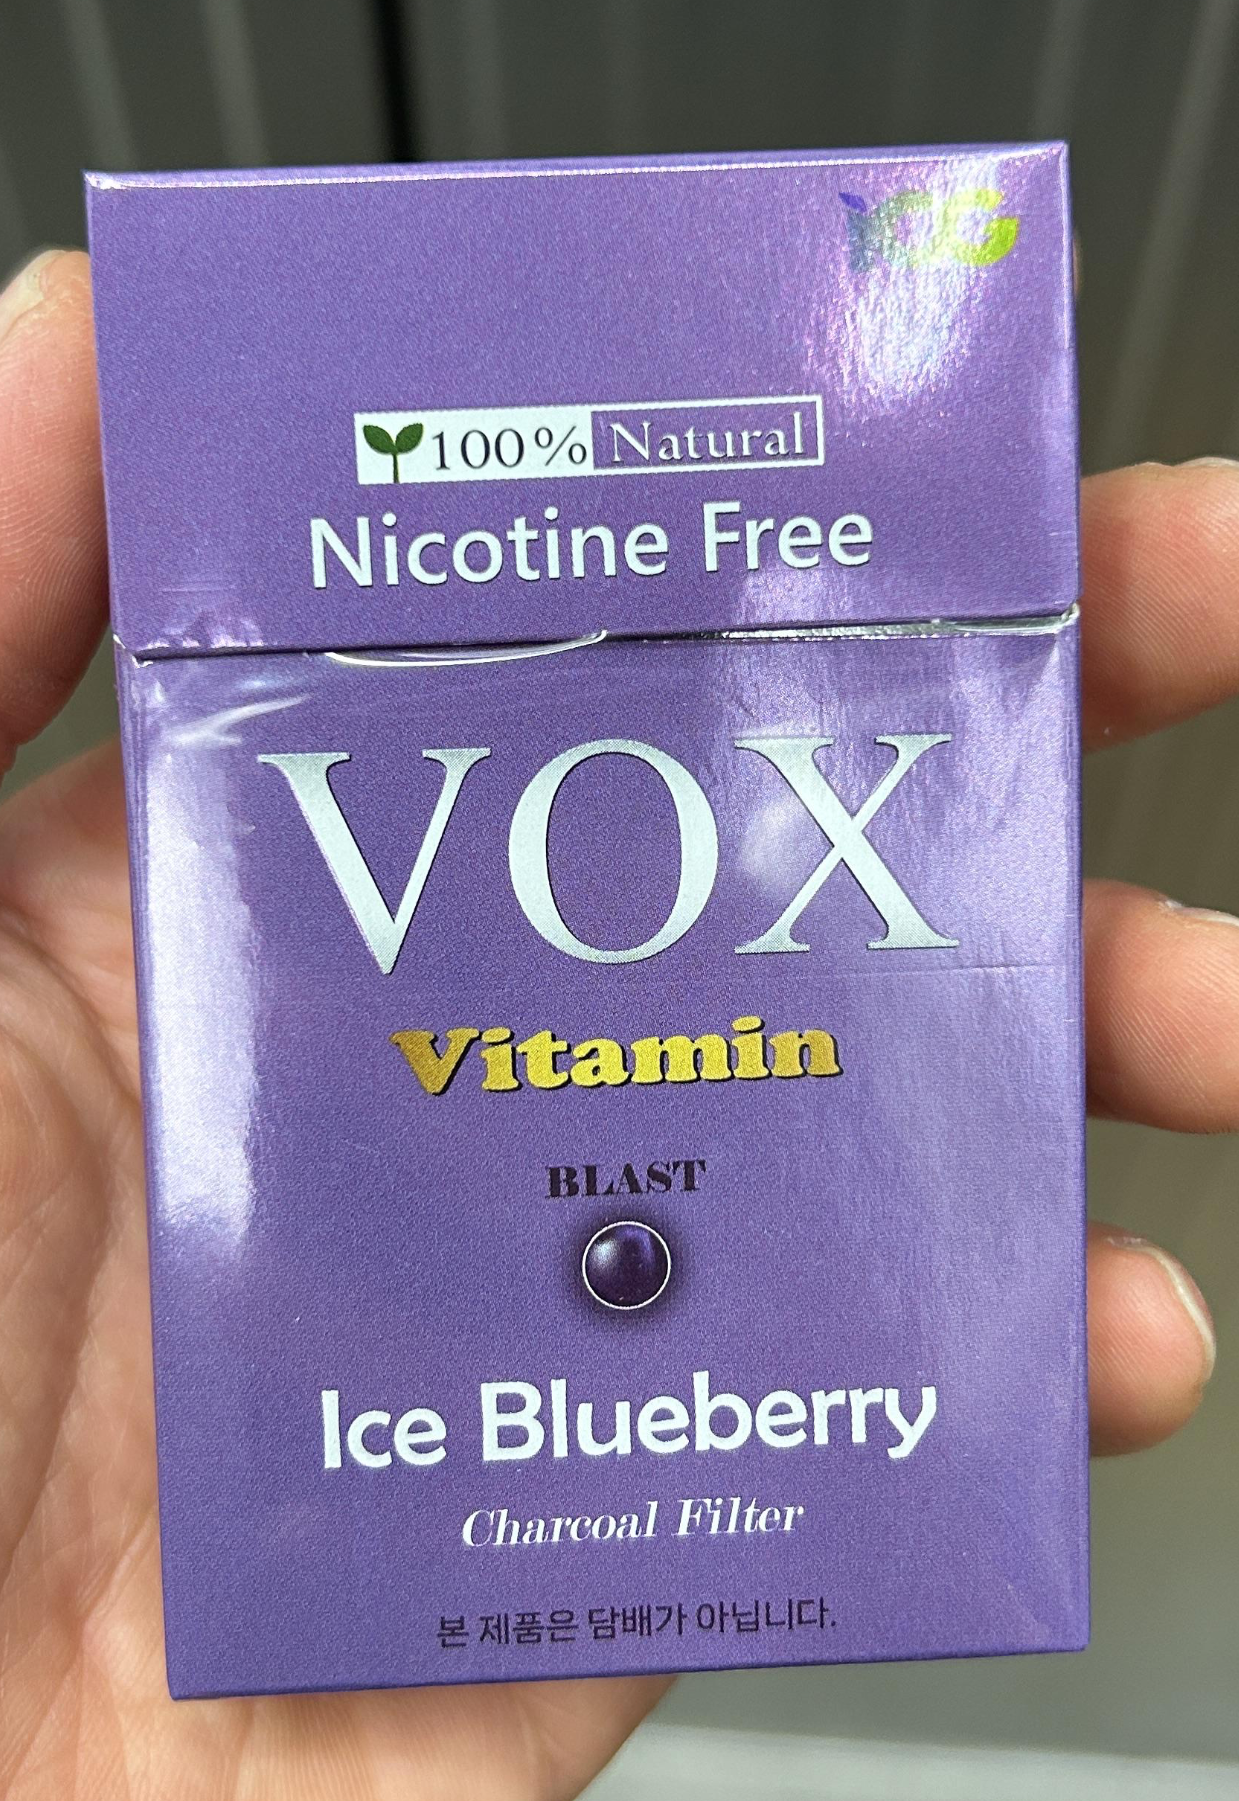 iCG
100% Natural
Nicotine Free
VOX
Vitamin
BLAST
Ice Blueberry
Charcoal Filter
본 제품은 담배가 아닙니다.